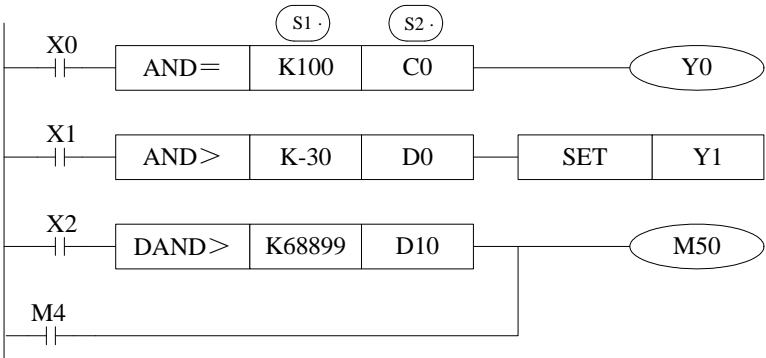 S1· S2·
X0
AND＝ K100 C0 Y0
X1
AND＞ K-30 D0 SET Y1
X2
DAND＞ K68899 D10 M50
M4